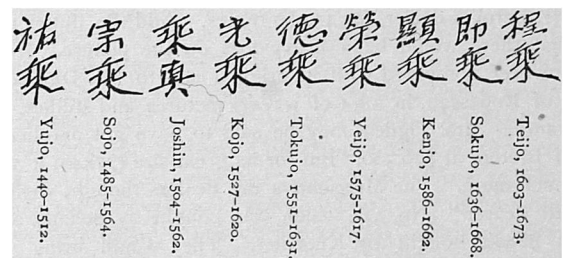 祐乘
Yujo, 1440–1512.
宗乘
Sojo, 1485–1564.
乘真
Joshin, 1504–1562.
光乘
Kojo, 1527–1620.
徳乘
Tokujo, 1551–1631.
榮乘
Yeijo, 1575–1617.
顯乘
Kenjo, 1586–1662.
即乘
Sokujo, 1636–1668.
程乘
Teijo, 1603–1673.